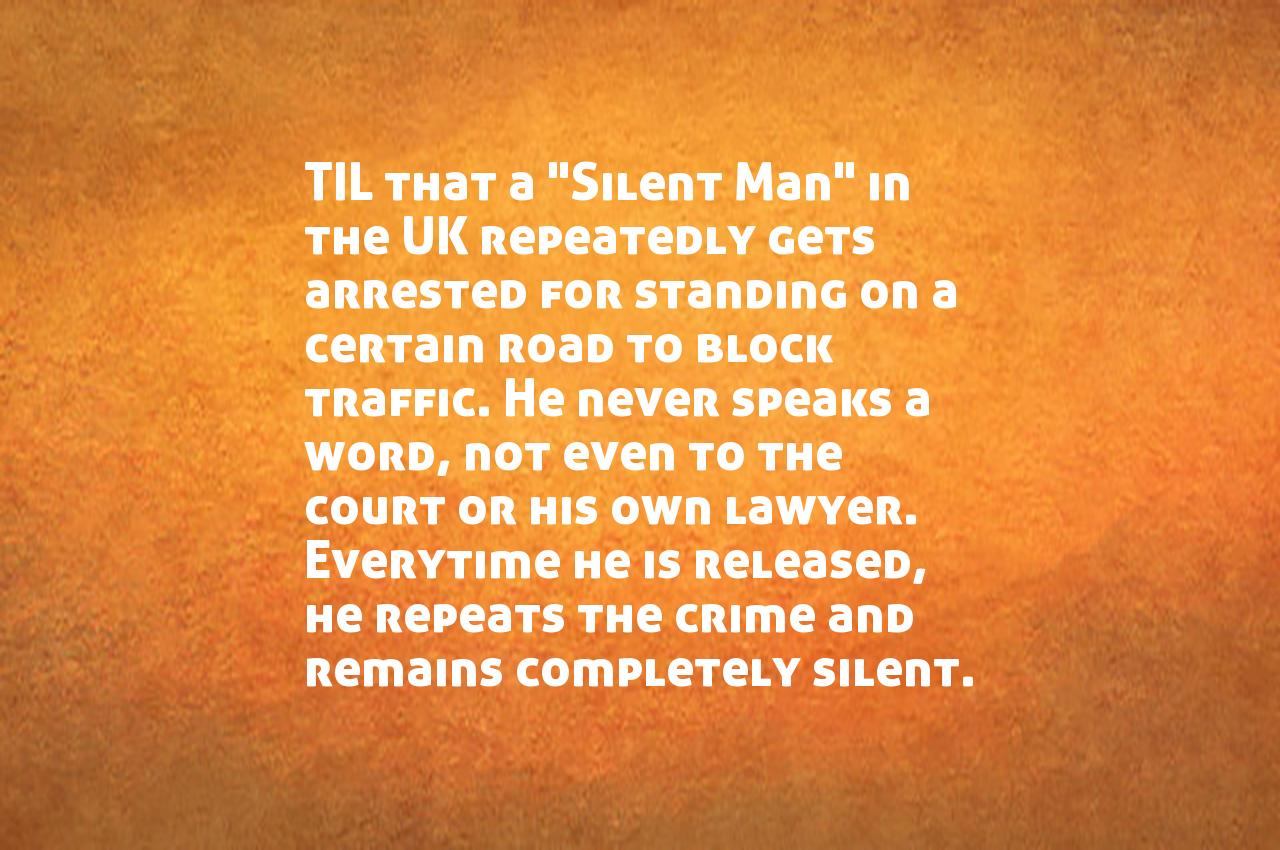 TIL that a "Silent Man" in
the UK repeatedly gets
arrested for standing on a
certain road to block
traffic. He never speaks a
word, not even to the
court or his own lawyer.
Everytime he is released,
he repeats the crime and
remains completely silent.